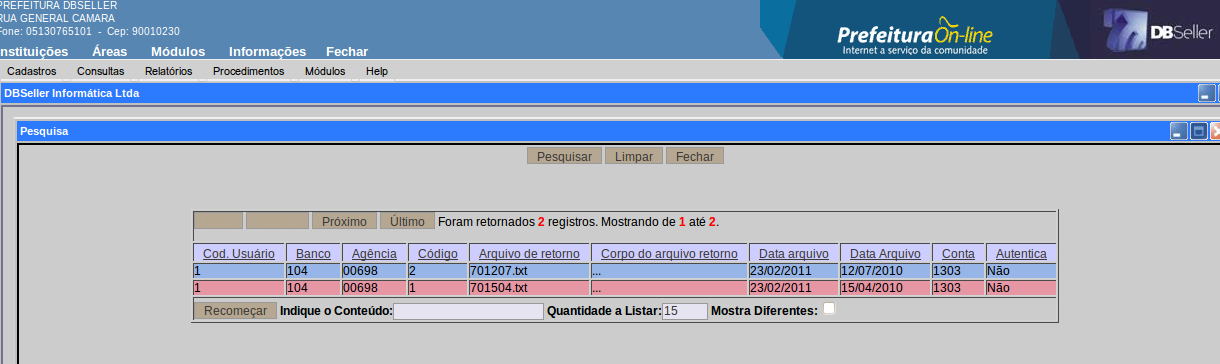 PREFEITURA DBSELLER
RUA GENERAL CAMARA
Fone: 05130765101 - Cep: 90010230
nstituições Áreas Módulos Informações Fechar
PrefeituraOn-line
Internet a serviço da comunidade
DBSeller
Cadastros Consultas Relatórios Procedimentos Módulos Help
DBSeller Informática Ltda
Pesquisa
Pesquisar Limpar Fechar
Próximo Último Foram retornados 2 registros. Mostrando de 1 até 2.
Cod. Usuário Banco Agência Código Arquivo de retorno Corpo do arquivo retorno Data arquivo Data Arquivo Conta Autentica
1 104 00698 2 701207.txt ... 23/02/2011 12/07/2010 1303 Não
1 104 00698 1 701504.txt ... 23/02/2011 15/04/2010 1303 Não
Recomeçar Indique o Conteúdo: Quantidade a Listar: 15 Mostra Diferentes: